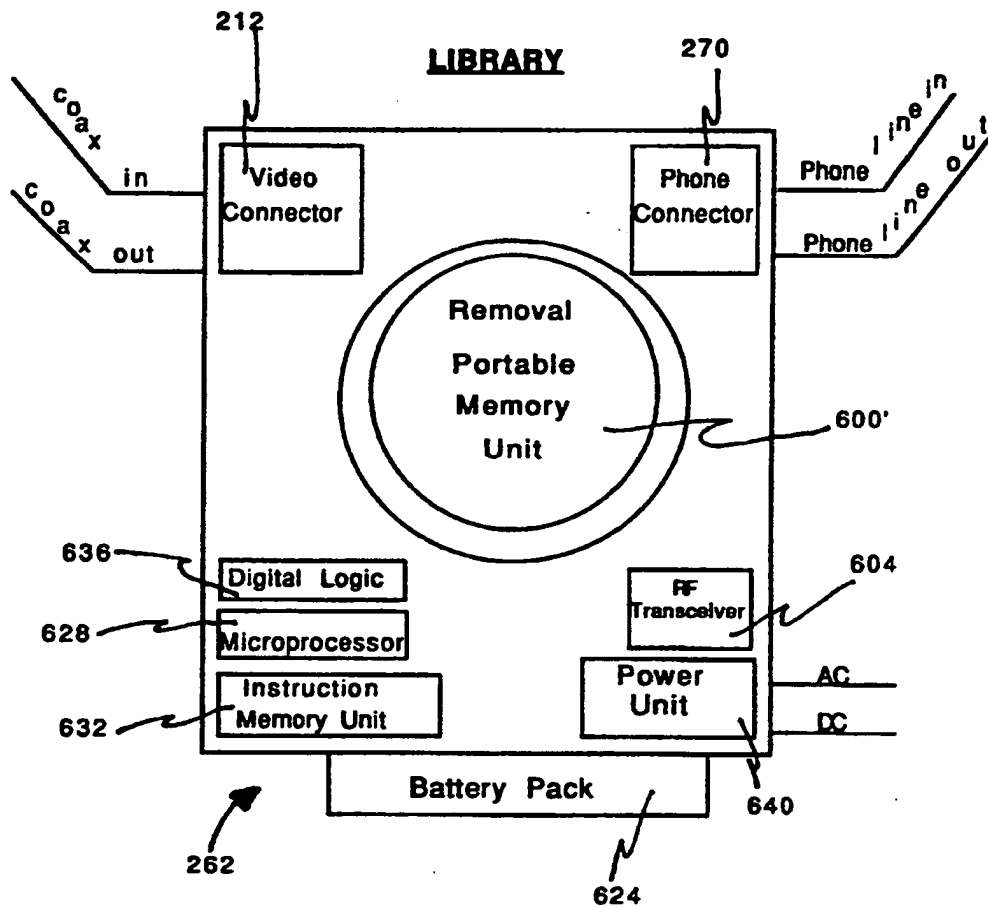 212
LIBRARY
270
coax in
Phone line in
Video
Connector
Phone
Connector
coax out
Phone line out
Removal
Portable
Memory
Unit
600'
636
Digital Logic
RF
Transceiver
604
628
Microprocessor
632
Instruction
Memory Unit
Power
Unit
AC
DC
Battery Pack
640
262
624